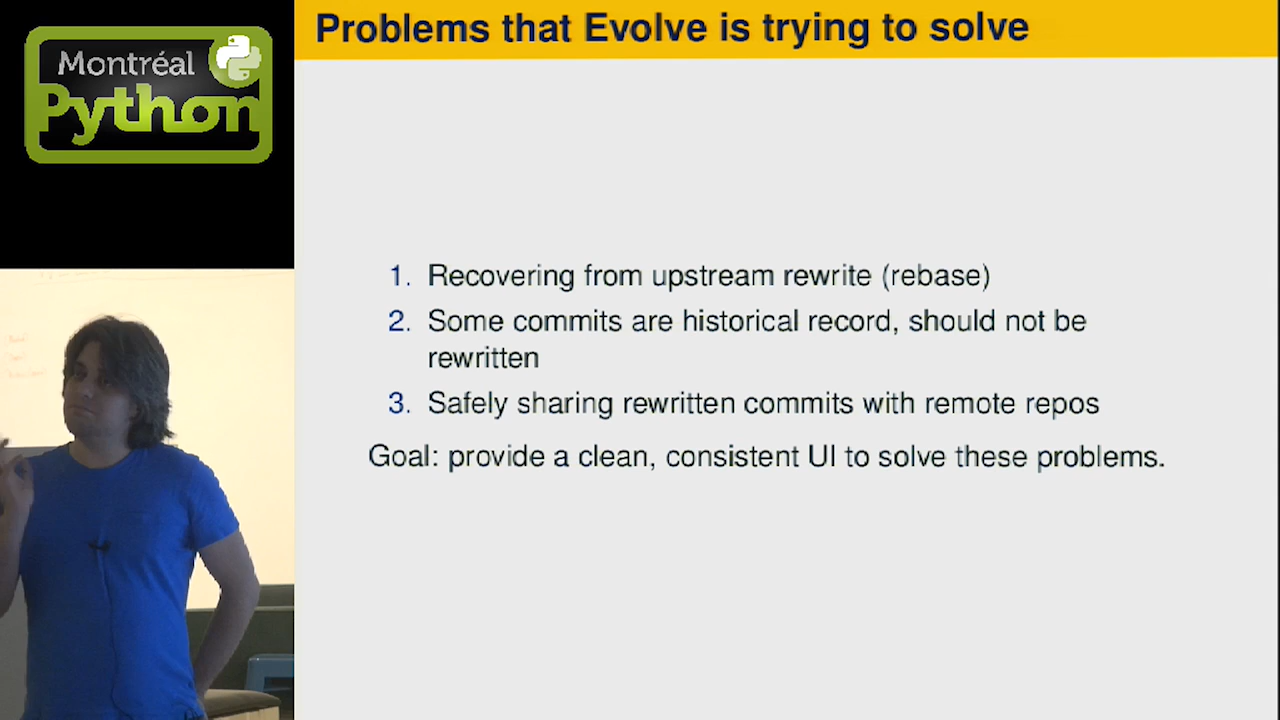 Montréal
Python
Problems that Evolve is trying to solve
1. Recovering from upstream rewrite (rebase)
2. Some commits are historical record, should not be
rewritten
3. Safely sharing rewritten commits with remote repos
Goal: provide a clean, consistent UI to solve these problems.